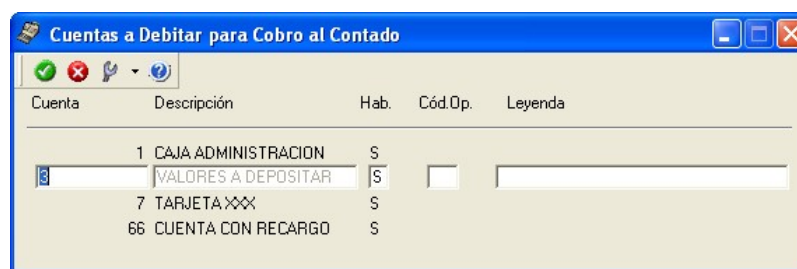 Cuentas a Debitar para Cobro al Contado
Cuenta Descripción Hab. Cód.Op. Leyenda
1 CAJA ADMINISTRACION S
3 VALORES A DEPOSITAR S
7 TARJETA XXX S
66 CUENTA CON RECARGO S